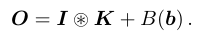 O = I ⊛ K + B(b) .